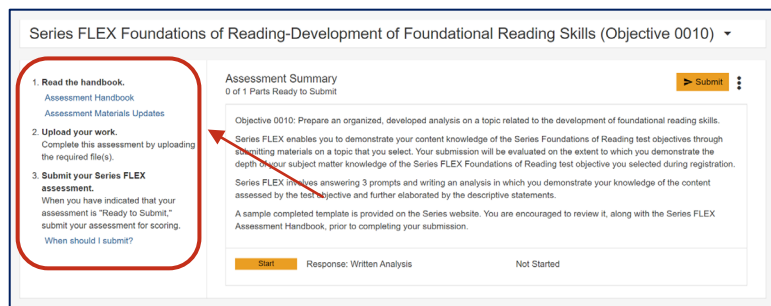 Series FLEX Foundations of Reading-Development of Foundational Reading Skills (Objective 0010)
1. Read the handbook.
Assessment Handbook
Assessment Materials Updates
2. Upload your work.
Complete this assessment by uploading
the required file(s).
3. Submit your Series FLEX
assessment.
When you have indicated that your
assessment is "Ready to Submit,"
submit your assessment for scoring.
When should I submit?
Assessment Summary
0 of 1 Parts Ready to Submit
Submit
Objective 0010: Prepare an organized, developed analysis on a topic related to the development of foundational reading skills.
Series FLEX enables you to demonstrate your content knowledge of the Series Foundations of Reading test objectives through
submitting materials on a topic that you select. Your submission will be evaluated on the extent to which you demonstrate the
depth of your subject matter knowledge of the Series FLEX Foundations of Reading test objective you selected during registration.
Series FLEX involves answering 3 prompts and writing an analysis in which you demonstrate your knowledge of the content
assessed by the test objective and further elaborated by the descriptive statements.
A sample completed template is provided on the Series website. You are encouraged to review it, along with the Series FLEX
Assessment Handbook, prior to completing your submission.
Start Response: Written Analysis Not Started